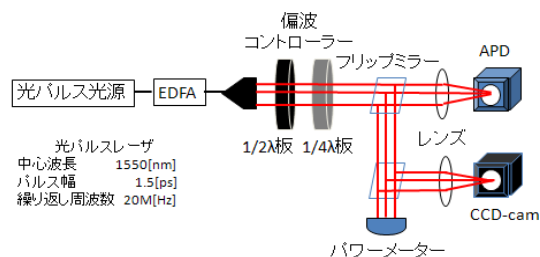 偏波
コントローラー
フリップミラー
APD
光パルス光源
EDFA
1/2λ板
1/4λ板
レンズ
光パルスレーザ
中心波長 1550[nm]
パルス幅 1.5[ps]
繰り返し周波数 20M[Hz]
CCD-cam
パワーメーター